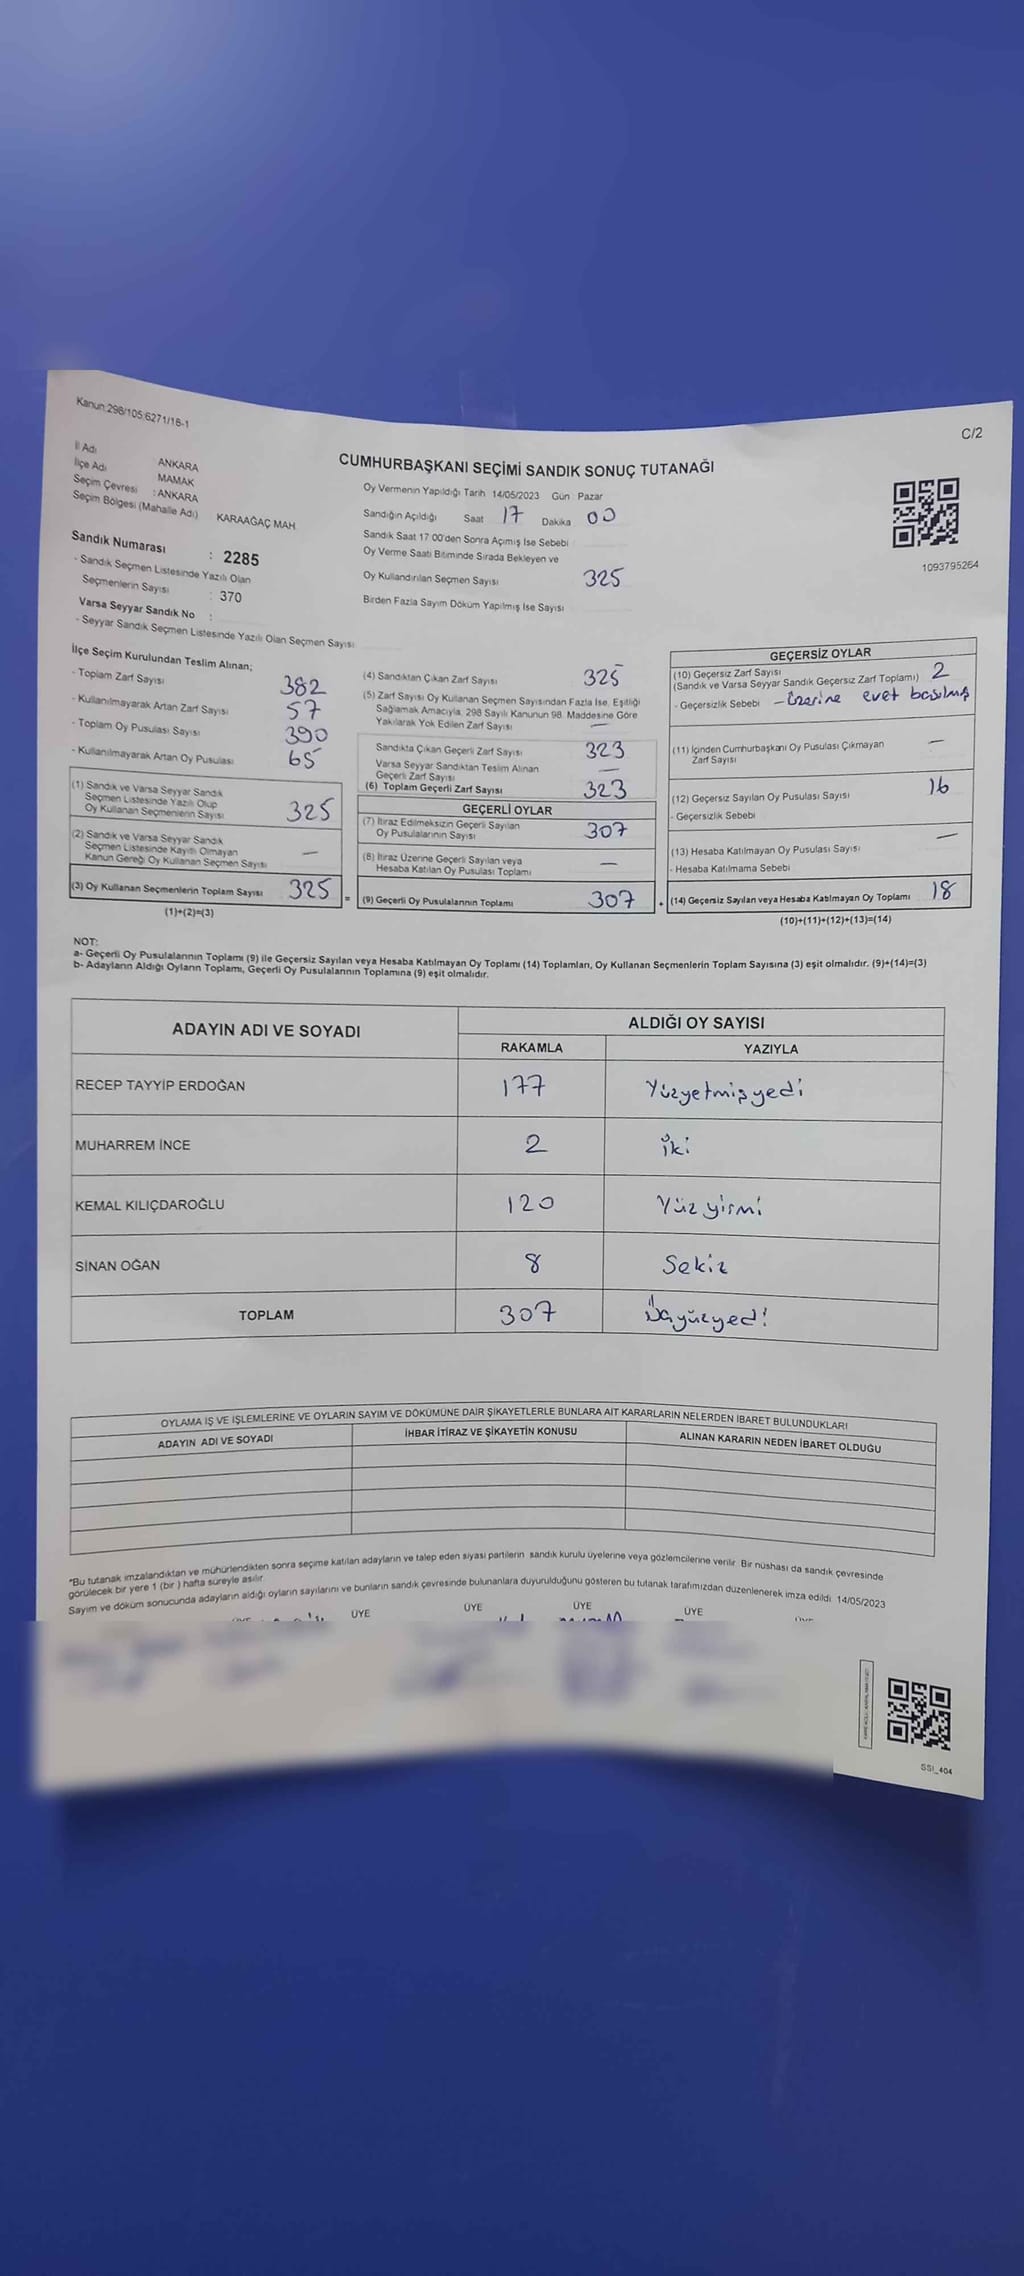 Kanun:298/105 6271/18-1
C/2
İl Adı ANKARA
İlçe Adı MAMAK
Seçim Çevresi : ANKARA
Seçim Bölgesi (Mahalle Adı) KARAAĞAÇ MAH
CUMHURBAŞKANI SEÇİMİ SANDIK SONUÇ TUTANAĞI
Oy Vermenin Yapıldığı Tarih 14/05/2023 Gün Pazar
Sandığın Açıldığı Saat 17 Dakika 00
Sandık Saat 17 00'den Sonra Açımış Ise Sebebi
Oy Verme Saati Bitiminde Sırada Bekleyen ve
Oy Kullandırılan Seçmen Sayısı 325
Birden Fazla Sayım Döküm Yapılmış Ise Sayısı
1093795264
Sandık Numarası : 2285
- Sandık Seçmen Listesinde Yazılı Olan
Seçmenlerin Sayısı : 370
Varsa Seyyar Sandık No :
- Seyyar Sandık Seçmen Listesinde Yazılı Olan Seçmen Sayısı
İlçe Seçim Kurulundan Teslim Alınan;
- Toplam Zarf Sayısı 382
- Kullanılmayarak Artan Zarf Sayısı 57
- Toplam Oy Pusulası Sayısı 390
- Kullanılmayarak Artan Oy Pusulası 65
(1) Sandık ve Varsa Seyyar Sandık
Seçmen Listesinde Yazılı Olup
Oy Kullanan Seçmenlerin Sayısı 325
(2) Sandık ve Varsa Seyyar Sandık
Seçmen Listesinde Kayıtlı Olmayan
Kanun Gereği Oy Kullanan Seçmen Sayısı —
(3) Oy Kullanan Seçmenlerin Toplam Sayısı 325
(1)+(2)=(3)
=
(4) Sandıktan Çıkan Zarf Sayısı 325
(5) Zarf Sayısı Oy Kullanan Seçmen Sayısından Fazla Ise, Eşitliği
Sağlamak Amacıyla, 298 Sayılı Kanunun 98. Maddesine Göre
Yakılarak Yok Edilen Zarf Sayısı —
Sandıkta Çıkan Geçerli Zarf Sayısı 323
Varsa Seyyar Sandıktan Teslim Alınan
Geçerli Zarf Sayısı —
(6) Toplam Geçerli Zarf Sayısı 323
GEÇERLİ OYLAR
(7) İtiraz Edilmeksizin Geçerli Sayılan
Oy Pusulalarının Sayısı 307
(8) İtiraz Üzerine Geçerli Sayılan veya
Hesaba Katılan Oy Pusulası Toplamı —
(9) Geçerli Oy Pusulalarının Toplamı 307
+
GEÇERSİZ OYLAR
(10) Geçersiz Zarf Sayısı
(Sandık ve Varsa Seyyar Sandık Geçersiz Zarf Toplamı) 2
- Geçersizlik Sebebi - üzerine evet basılmış
(11) İçinden Cumhurbaşkanı Oy Pusulası Çıkmayan
Zarf Sayısı —
(12) Geçersiz Sayılan Oy Pusulası Sayısı 16
- Geçersizlik Sebebi
(13) Hesaba Katılmayan Oy Pusulası Sayısı —
- Hesaba Katılmama Sebebi
(14) Geçersiz Sayılan veya Hesaba Katılmayan Oy Toplamı 18
(10)+(11)+(12)+(13)=(14)
NOT:
a- Geçerli Oy Pusulalarının Toplamı (9) ile Geçersiz Sayılan veya Hesaba Katılmayan Oy Toplamı (14) Toplamları, Oy Kullanan Seçmenlerin Toplam Sayısına (3) eşit olmalıdır. (9)+(14)=(3)
b- Adayların Aldığı Oyların Toplamı, Geçerli Oy Pusulalarının Toplamına (9) eşit olmalıdır.
ADAYIN ADI VE SOYADI ALDIĞI OY SAYISI
RAKAMLA YAZIYLA
RECEP TAYYİP ERDOĞAN 177 Yüzyetmişyedi
MUHARREM İNCE 2 iki
KEMAL KILIÇDAROĞLU 120 Yüzyirmi
SİNAN OĞAN 8 Sekiz
TOPLAM 307 Üçyüzyedi
OYLAMA İŞ VE İŞLEMLERİNE VE OYLARIN SAYIM VE DÖKÜMÜNE DAİR ŞİKAYETLERLE BUNLARA AİT KARARLARIN NELERDEN İBARET BULUNDUKLARI
ADAYIN ADI VE SOYADI İHBAR İTİRAZ VE ŞİKAYETİN KONUSU ALINAN KARARIN NEDEN İBARET OLDUĞU
*Bu tutanak imzalandıktan ve mühürlendikten sonra seçime katılan adayların ve talep eden siyasi partilerin sandık kurulu üyelerine veya gözlemcilerine verilir. Bir nüshası da sandık çevresinde
görülecek bir yere 1 (bir ) hafta süreyle asılır.
Sayım ve döküm sonucunda adayların aldığı oyların sayılarını ve bunların sandık çevresinde bulunanlara duyurulduğunu gösteren bu tutanak tarafımızdan düzenlenerek imza edildi. 14/05/2023
ÜYE ÜYE ÜYE ÜYE ÜYE
SSI_404